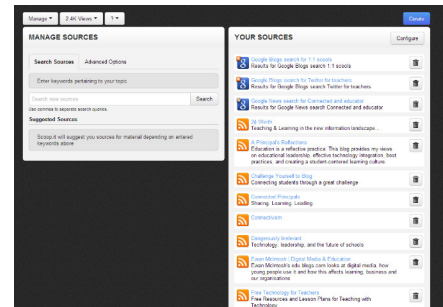 Manage
2.4K Views
?
Create
MANAGE SOURCES
Search Sources
Advanced Options
Enter keywords pertaining to your topic
Search new sources
Search
Use commas to separate search queries.
Suggested Sources
Scoop.it will suggest you sources for material depending on entered
keywords above
YOUR SOURCES
Configure
Google Blogs search for 1:1 scools
Results for Google Blogs search 1:1 scools
Google Blogs search for Twitter for teachers
Results for Google Blogs search Twitter for teachers
Google News search for Connected and educator
Results for Google News search Connected and educator
Teaching & Learning in the new information landscape...
A Principal's Reflections
Education is a reflective practice. This blog provides my views
on educational leadership, effective technology integration, best
practices, and creating a student-centered learning culture.
Challenge Yourself to Blog
Connecting students through a great challenge
Connected Principals
Sharing. Learning. Leading.
Connectivism
Dangerously Irrelevant
Technology, leadership, and the future of schools
Ewan McIntosh | Digital Media & Education
Ewan McIntosh's edu.blogs.com looks at digital media, how
young people use it and how this affects learning, business and
our organisations
Free Technology for Teachers
Free Resources and Lesson Plans for Teaching with
Technology